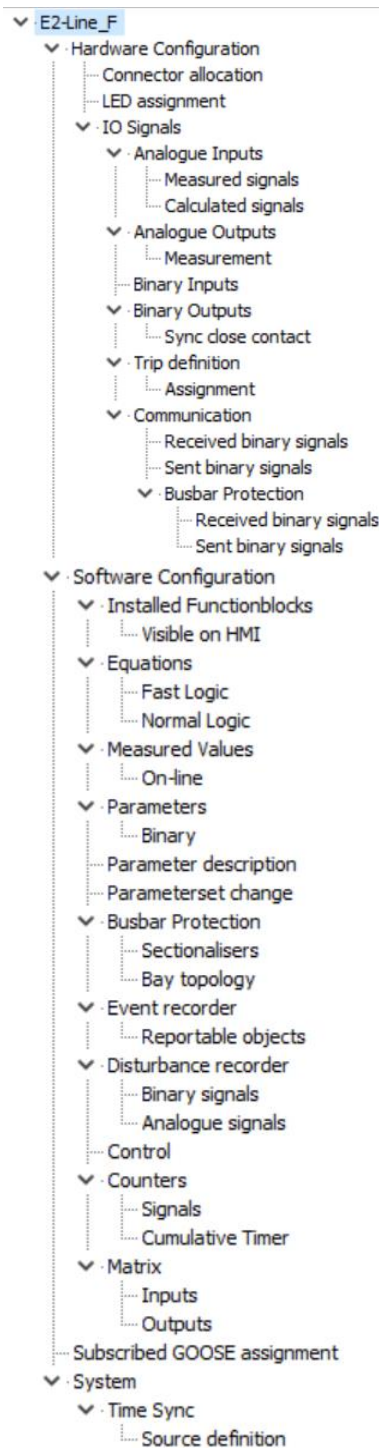 E2-Line_F
Hardware Configuration
Connector allocation
LED assignment
IO Signals
Analogue Inputs
Measured signals
Calculated signals
Analogue Outputs
Measurement
Binary Inputs
Binary Outputs
Sync close contact
Trip definition
Assignment
Communication
Received binary signals
Sent binary signals
Busbar Protection
Received binary signals
Sent binary signals
Software Configuration
Installed Functionblocks
Visible on HMI
Equations
Fast Logic
Normal Logic
Measured Values
On-line
Parameters
Binary
Parameter description
Parameterset change
Busbar Protection
Sectionalisers
Bay topology
Event recorder
Reportable objects
Disturbance recorder
Binary signals
Analogue signals
Control
Counters
Signals
Cumulative Timer
Matrix
Inputs
Outputs
Subscribed GOOSE assignment
System
Time Sync
Source definition